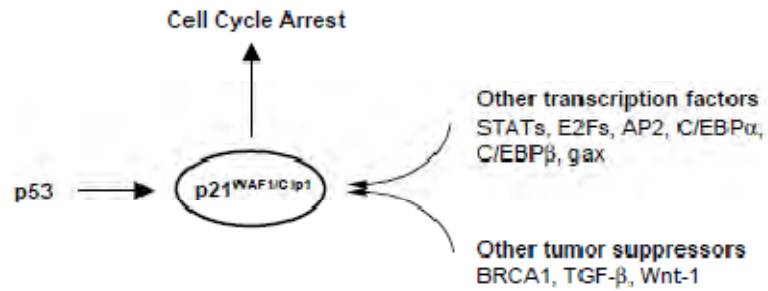 Cell Cycle Arrest
Other transcription factors
STATs, E2Fs, AP2, C/EBPα,
C/EBPβ, gax
p53
p21WAF1/Cip1
Other tumor suppressors
BRCA1, TGF-β, Wnt-1